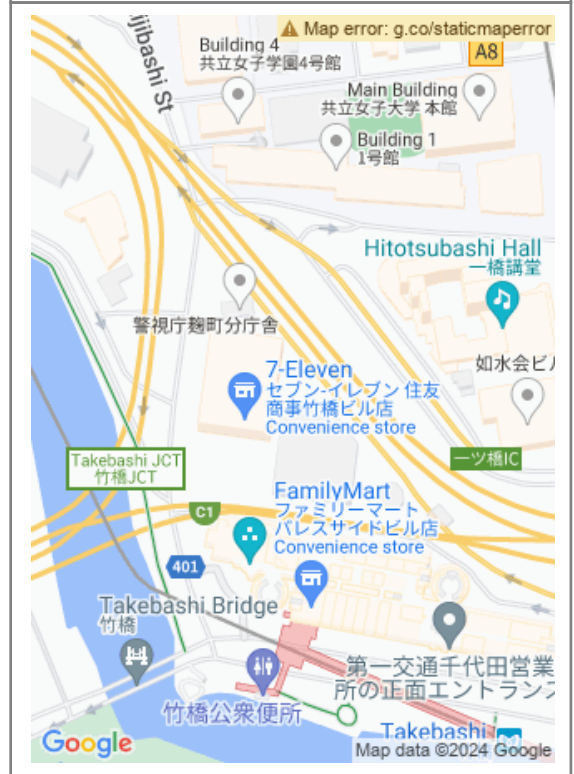 Map error: g.co/staticmaperror
Building 4
共立女子学園4号館
A8
Main Building
共立女子大学 本館
Building 1
1号館
Hitotsubashi Hall
一橋講堂
警視庁麹町分庁舎
7-Eleven
セブン-イレブン 住友
商事竹橋ビル店
Convenience store
如水会ビ
Takebashi JCT
竹橋JCT
一ツ橋IC
C1
FamilyMart
ファミリーマート
パレスサイドビル店
Convenience store
401
Takebashi Bridge
竹橋
第一交通千代田営業
所の正面エントランス
竹橋公衆便所
Takebashi
Google
Map data ©2024 Google